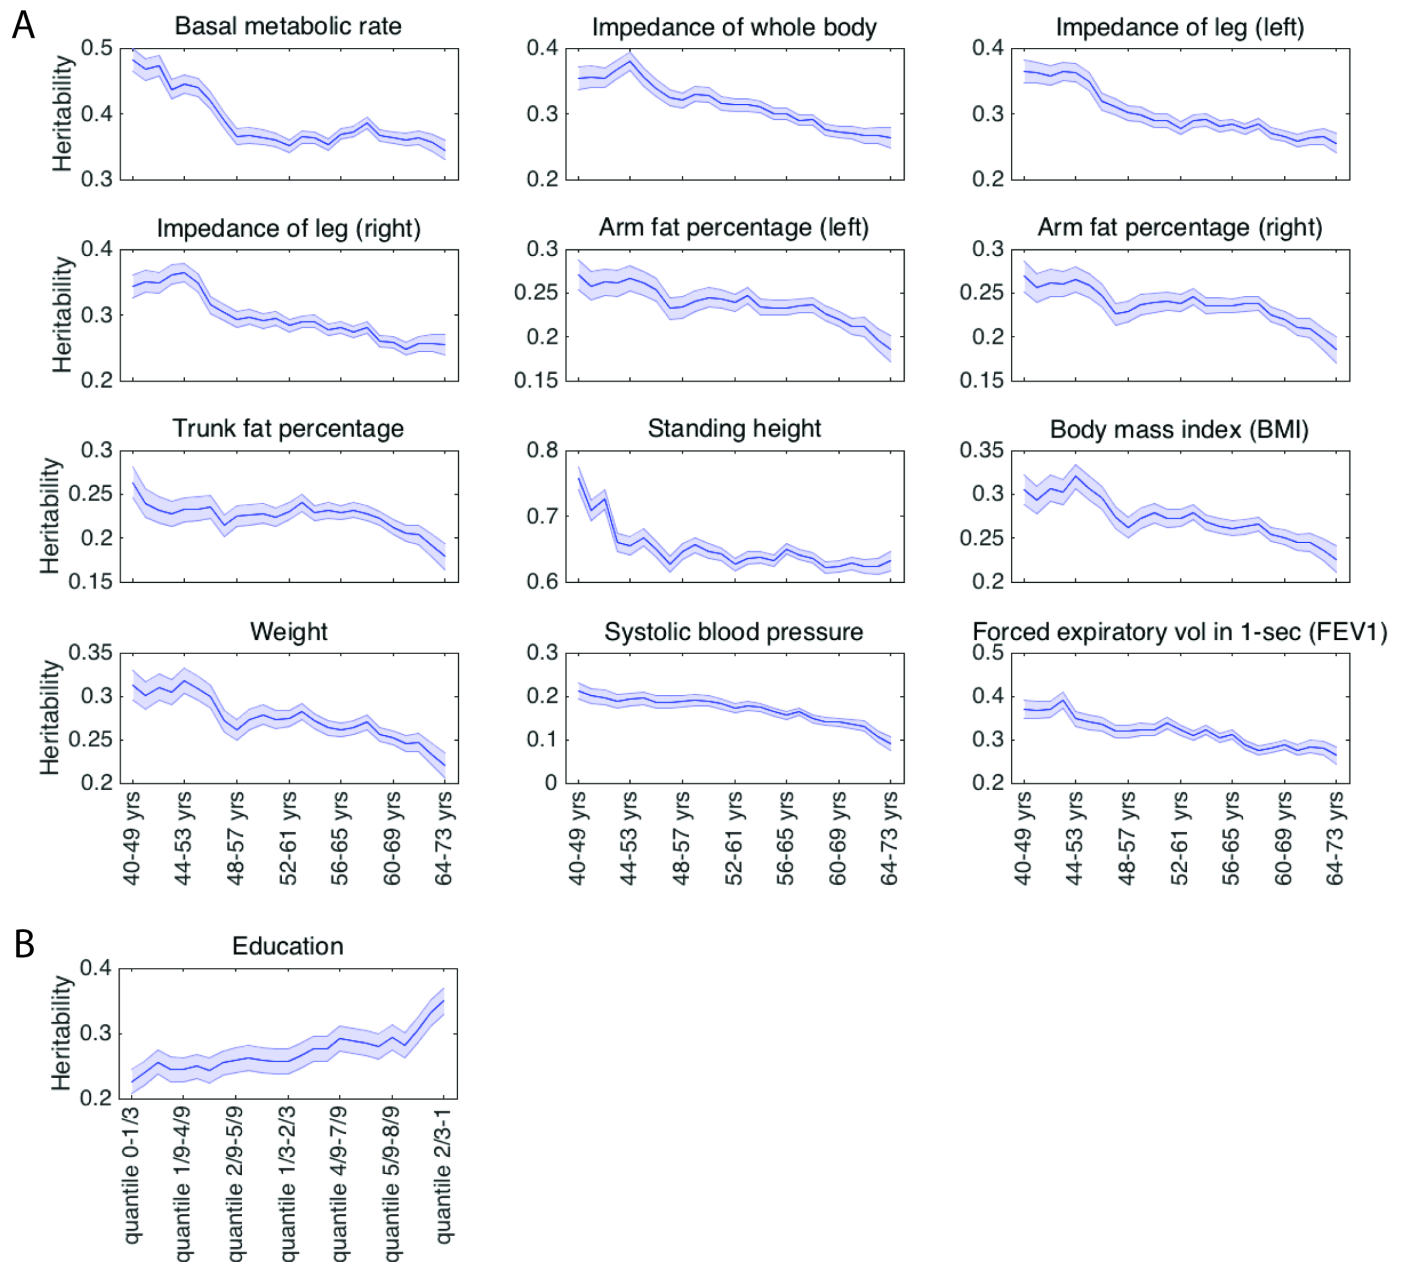 A
Basal metabolic rate
Impedance of whole body
Impedance of leg (left)
Heritability
0.5
0.4
0.3
0.4
0.3
0.2
0.4
0.3
0.2
Impedance of leg (right)
Arm fat percentage (left)
Arm fat percentage (right)
Heritability
0.4
0.3
0.2
0.3
0.25
0.2
0.15
0.3
0.25
0.2
0.15
Trunk fat percentage
Standing height
Body mass index (BMI)
Heritability
0.3
0.25
0.2
0.15
0.8
0.7
0.6
0.35
0.3
0.25
0.2
Weight
Systolic blood pressure
Forced expiratory vol in 1-sec (FEV1)
Heritability
0.35
0.3
0.25
0.2
0.3
0.2
0.1
0
0.5
0.4
0.3
0.2
40-49 yrs
44-53 yrs
48-57 yrs
52-61 yrs
56-65 yrs
60-69 yrs
64-73 yrs
40-49 yrs
44-53 yrs
48-57 yrs
52-61 yrs
56-65 yrs
60-69 yrs
64-73 yrs
40-49 yrs
44-53 yrs
48-57 yrs
52-61 yrs
56-65 yrs
60-69 yrs
64-73 yrs
B
Education
Heritability
0.4
0.3
0.2
quantile 0-1/3
quantile 1/9-4/9
quantile 2/9-5/9
quantile 1/3-2/3
quantile 4/9-7/9
quantile 5/9-8/9
quantile 2/3-1